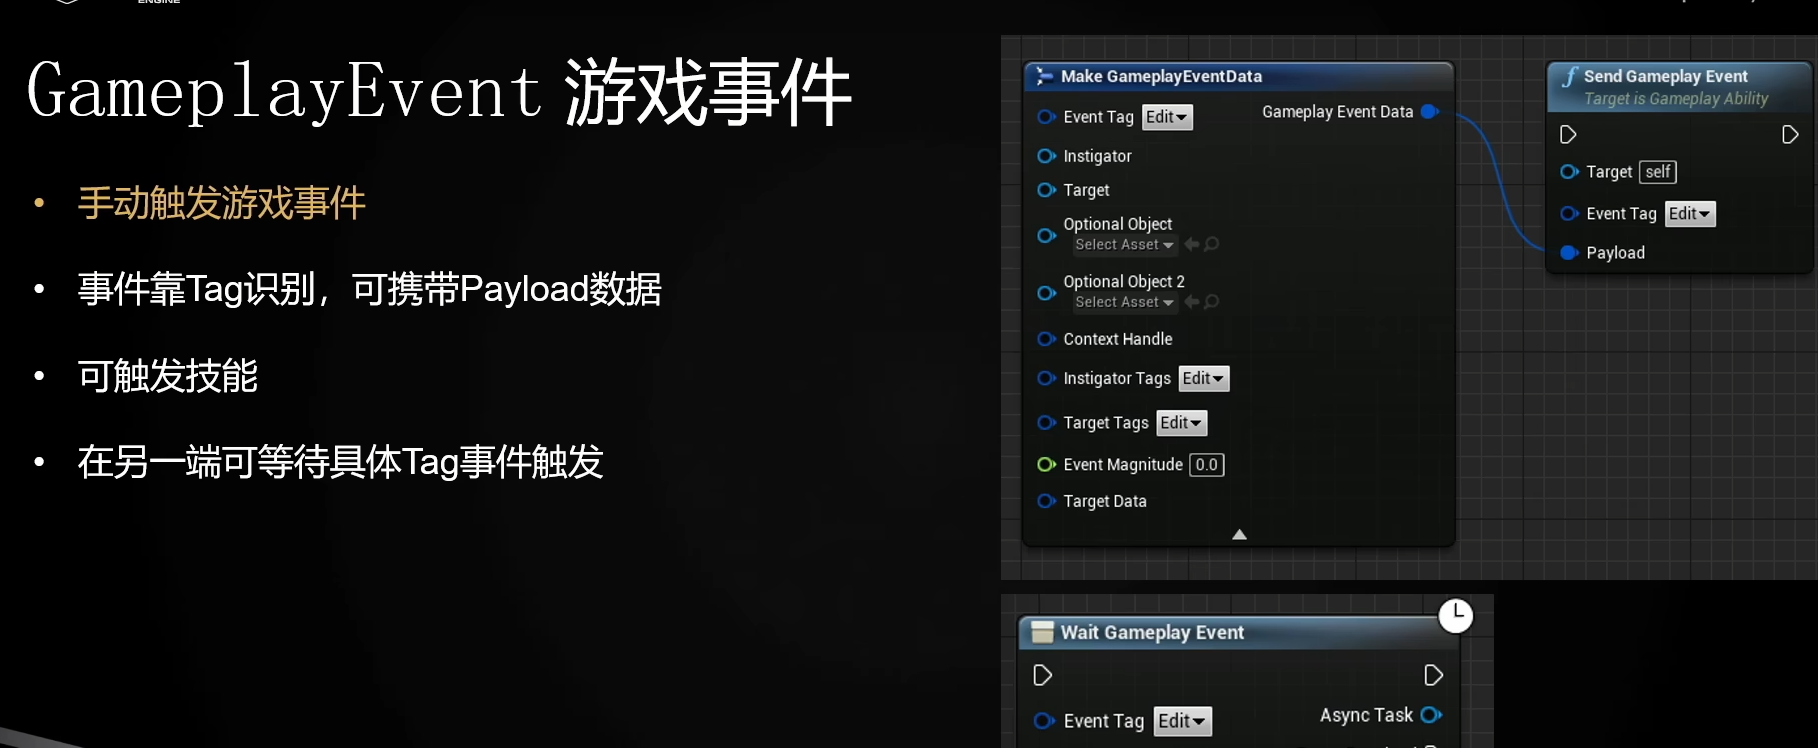 ENGINE
GameplayEvent 游戏事件
• 手动触发游戏事件
• 事件靠Tag识别，可携带Payload数据
• 可触发技能
• 在另一端可等待具体Tag事件触发
Make GameplayEventData
Event Tag Edit
Gameplay Event Data
Instigator
Target
Optional Object
Select Asset
Optional Object 2
Select Asset
Context Handle
Instigator Tags Edit
Target Tags Edit
Event Magnitude 0.0
Target Data
Send Gameplay Event
Target is Gameplay Ability
Target self
Event Tag Edit
Payload
Wait Gameplay Event
Event Tag Edit
Async Task